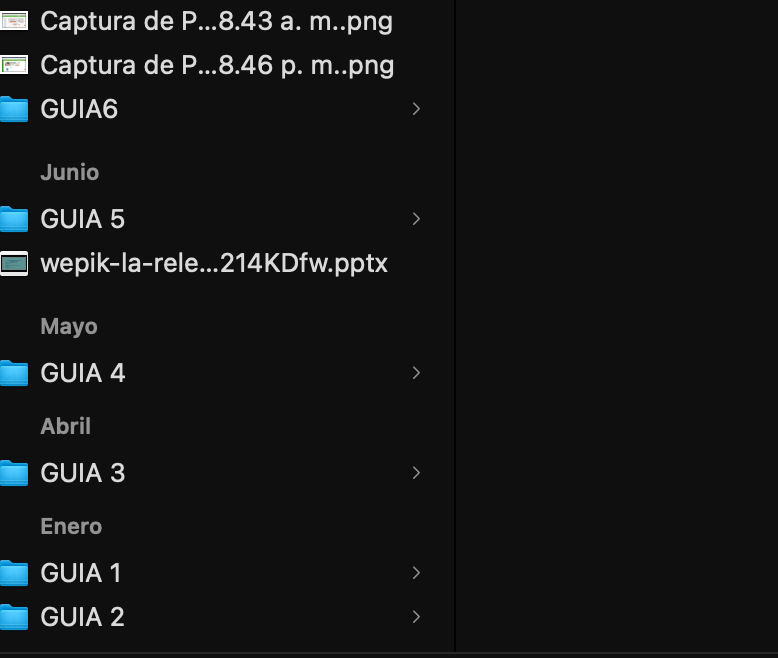 Captura de P...8.43 a. m..png
Captura de P...8.46 p. m..png
GUIA6
Junio
GUIA 5
wepik-la-rele...214KDfw.pptx
Mayo
GUIA 4
Abril
GUIA 3
Enero
GUIA 1
GUIA 2